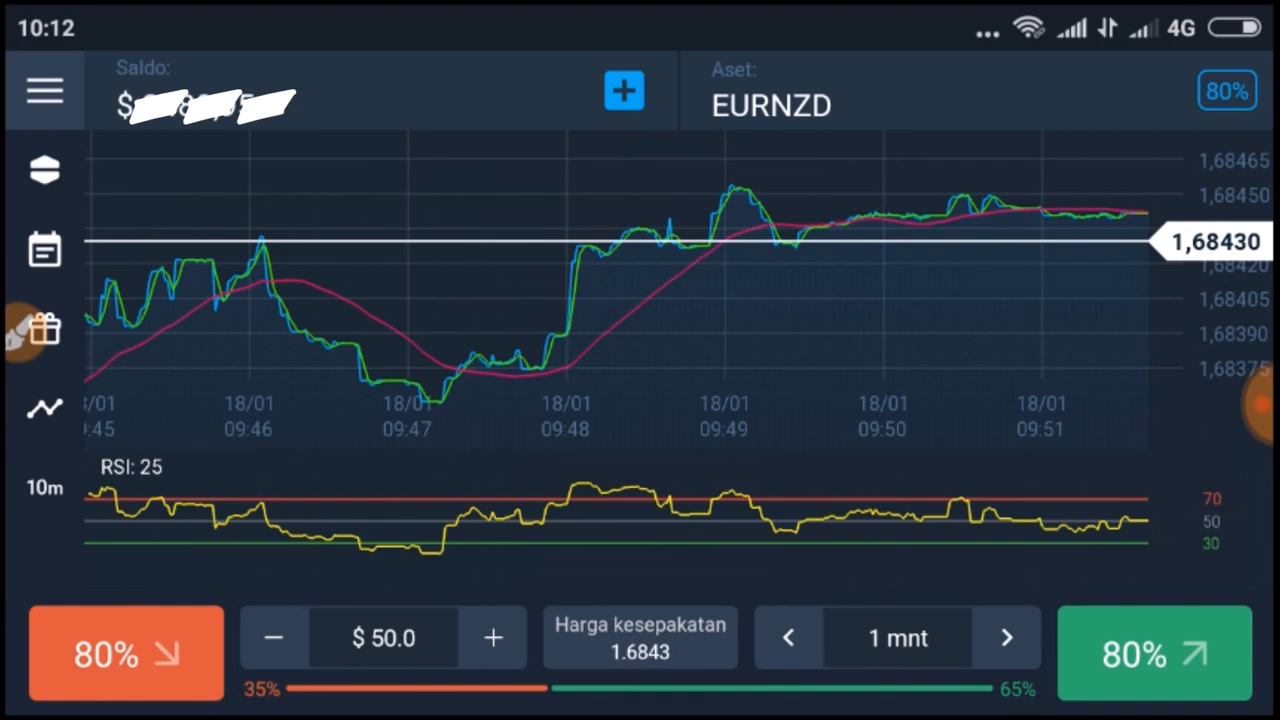 10:12
4G
Saldo:
$
Aset:
EURNZD
80%
1,68465
1,68450
1,68430
1,68420
1,68405
1,68390
1,68375
/01 18/01 18/01 18/01 18/01 18/01 18/01
:45 09:46 09:47 09:48 09:49 09:50 09:51
RSI: 25
10m
70
50
30
80%
$ 50.0
Harga kesepakatan
1.6843
1 mnt
80%
35%
65%